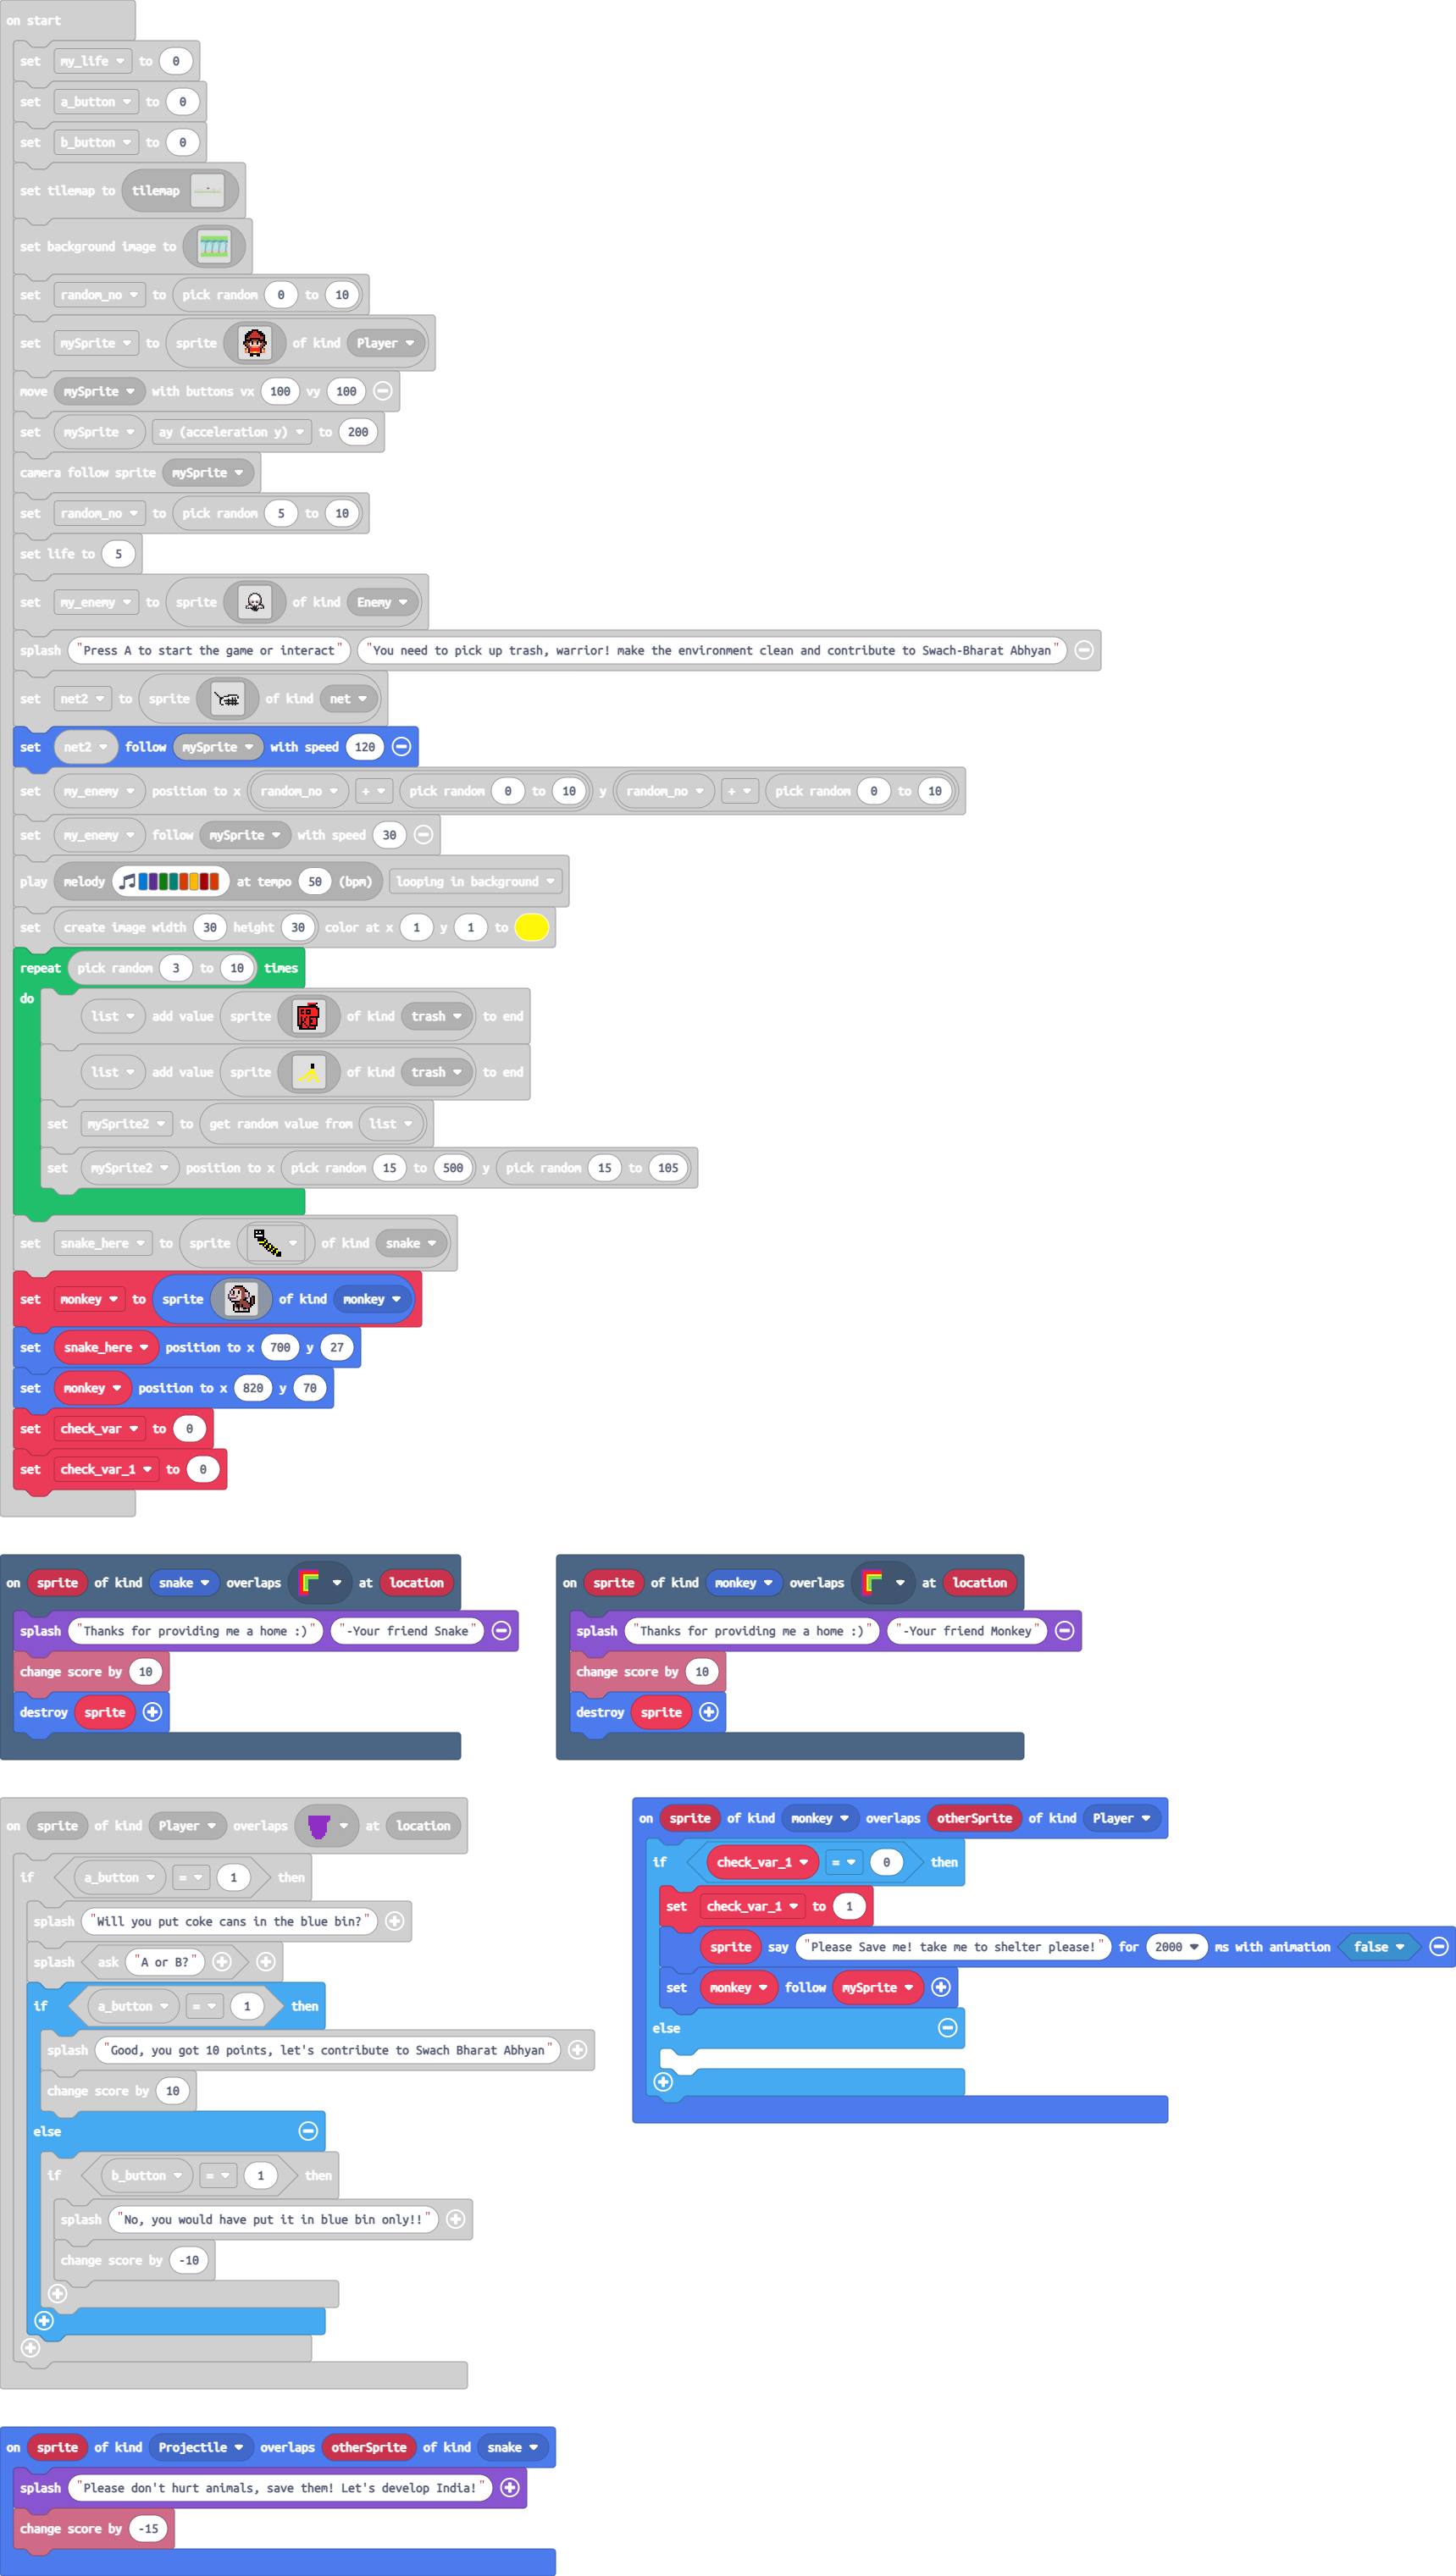 on start
set my_life to 0
set a_button to 0
set b_button to 0
set tilemap to tilemap
set background image to
set random_no to pick random 0 to 10
set mySprite to sprite of kind Player
move mySprite with buttons vx 100 vy 100
set mySprite ay (acceleration y) to 200
camera follow sprite mySprite
set random_no to pick random 5 to 10
set life to 5
set my_enemy to sprite of kind Enemy
splash "Press A to start the game or interact" "You need to pick up trash, warrior! make the environment clean and contribute to Swach-Bharat Abhyan"
set net2 to sprite of kind net
set net2 follow mySprite with speed 120
set my_enemy position to x random_no + pick random 0 to 10 y random_no + pick random 0 to 10
set my_enemy follow mySprite with speed 30
play melody at tempo 50 (bpm) looping in background
set create image width 30 height 30 color at x 1 y 1 to
repeat pick random 3 to 10 times
do
list add value sprite of kind trash to end
list add value sprite of kind trash to end
set mySprite2 to get random value from list
set mySprite2 position to x pick random 15 to 500 y pick random 15 to 105
set snake_here to sprite of kind snake
set monkey to sprite of kind monkey
set snake_here position to x 700 y 27
set monkey position to x 820 y 70
set check_var to 0
set check_var_1 to 0
on sprite of kind snake overlaps at location
splash "Thanks for providing me a home :)" "-Your friend Snake"
change score by 10
destroy sprite
on sprite of kind monkey overlaps at location
splash "Thanks for providing me a home :)" "-Your friend Monkey"
change score by 10
destroy sprite
on sprite of kind Player overlaps at location
if a_button = 1 then
splash "Will you put coke cans in the blue bin?"
splash ask "A or B?"
if a_button = 1 then
splash "Good, you got 10 points, let's contribute to Swach Bharat Abhyan"
change score by 10
else
if b_button = 1 then
splash "No, you would have put it in blue bin only!!"
change score by -10
on sprite of kind monkey overlaps otherSprite of kind Player
if check_var_1 = 0 then
set check_var_1 to 1
sprite say "Please Save me! take me to shelter please!" for 2000 ms with animation false
set monkey follow mySprite
else
on sprite of kind Projectile overlaps otherSprite of kind snake
splash "Please don't hurt animals, save them! Let's develop India!"
change score by -15